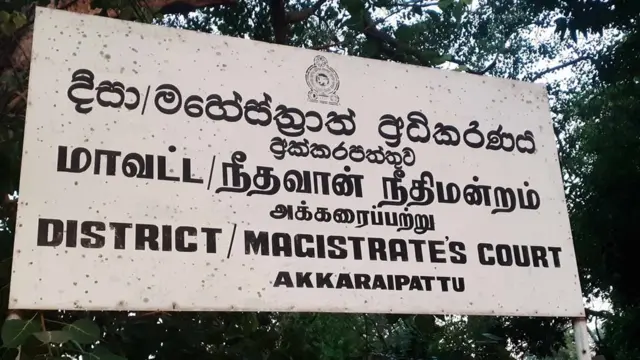 දිසා/මහේස්ත්‍රාත් අධිකරණය
අක්කරපත්තුව
மாவட்ட/நீதவான் நீதிமன்றம்
அக்கரைப்பற்று
DISTRICT/MAGISTRATE'S COURT
AKKARAIPATTU